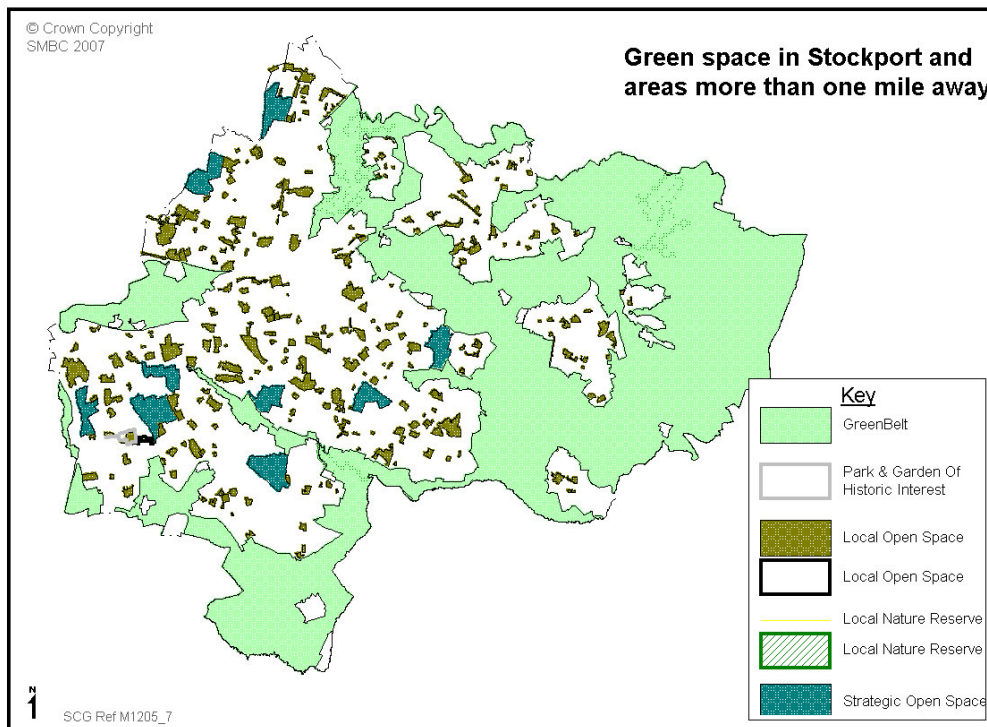 © Crown Copyright
SMBC 2007
Green space in Stockport and
areas more than one mile away
Key
GreenBelt
Park & Garden Of
Historic Interest
Local Open Space
Local Open Space
Local Nature Reserve
Local Nature Reserve
Strategic Open Space
N
SCG Ref M1205_7